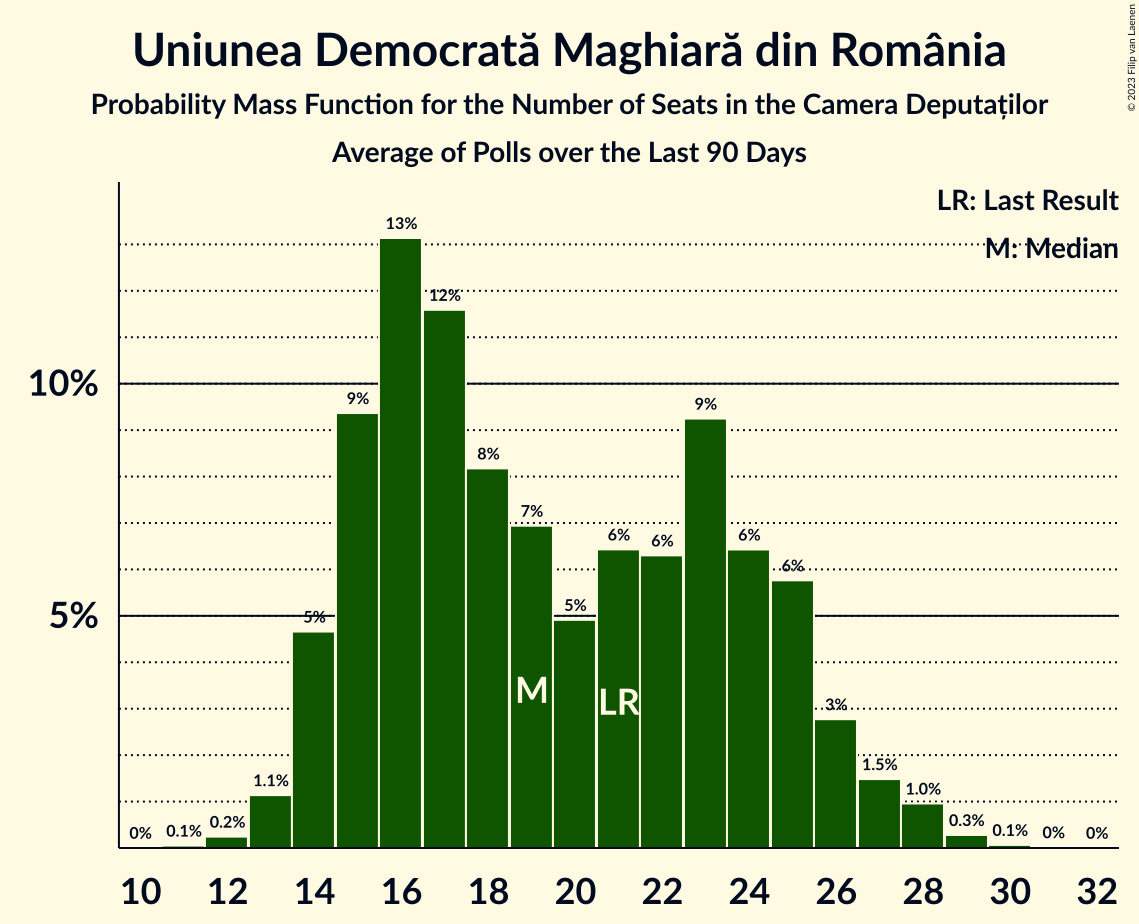 Uniunea Democrată Maghiară din România
Probability Mass Function for the Number of Seats in the Camera Deputaților
Average of Polls over the Last 90 Days
© 2023 Filip van Laenen
LR: Last Result
M: Median
10%
5%
0%
0.1%
0.2%
1.1%
5%
9%
13%
12%
8%
7%
5%
6%
6%
9%
6%
6%
3%
1.5%
1.0%
0.3%
0.1%
0%
0%
M
LR
10 12 14 16 18 20 22 24 26 28 30 32